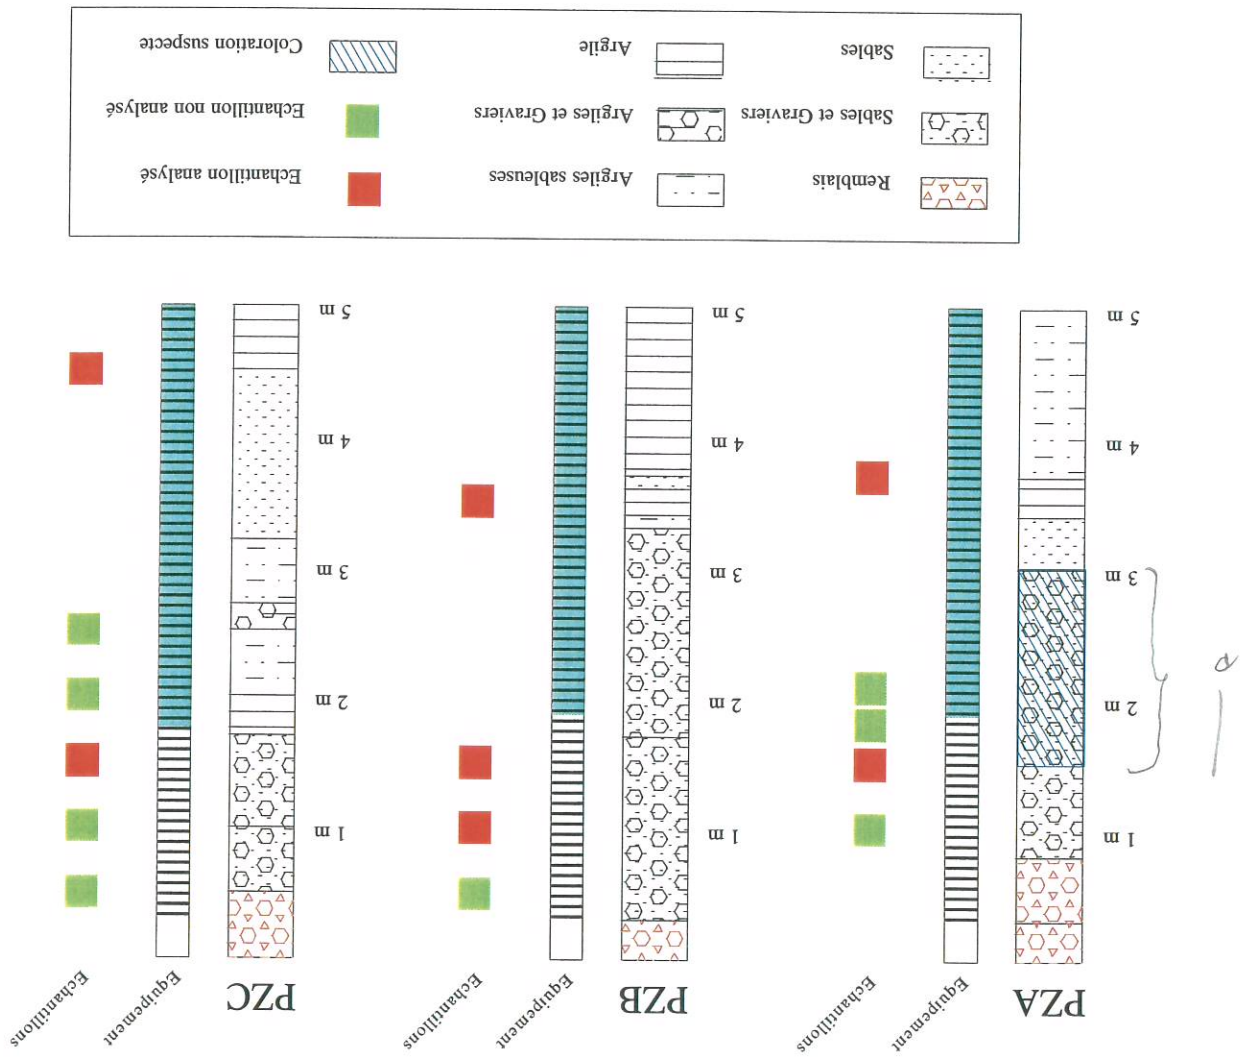 PZA
Equipement
Echantillons
1 m
2 m
3 m
4 m
5 m
PZB
Equipement
Echantillons
1 m
2 m
3 m
4 m
5 m
PZC
Equipement
Echantillons
1 m
2 m
3 m
4 m
5 m
Remblais
Argiles sableuses
Echantillon analysé
Sables et Graviers
Argiles et Graviers
Echantillon non analysé
Sables
Argile
Coloration suspecte